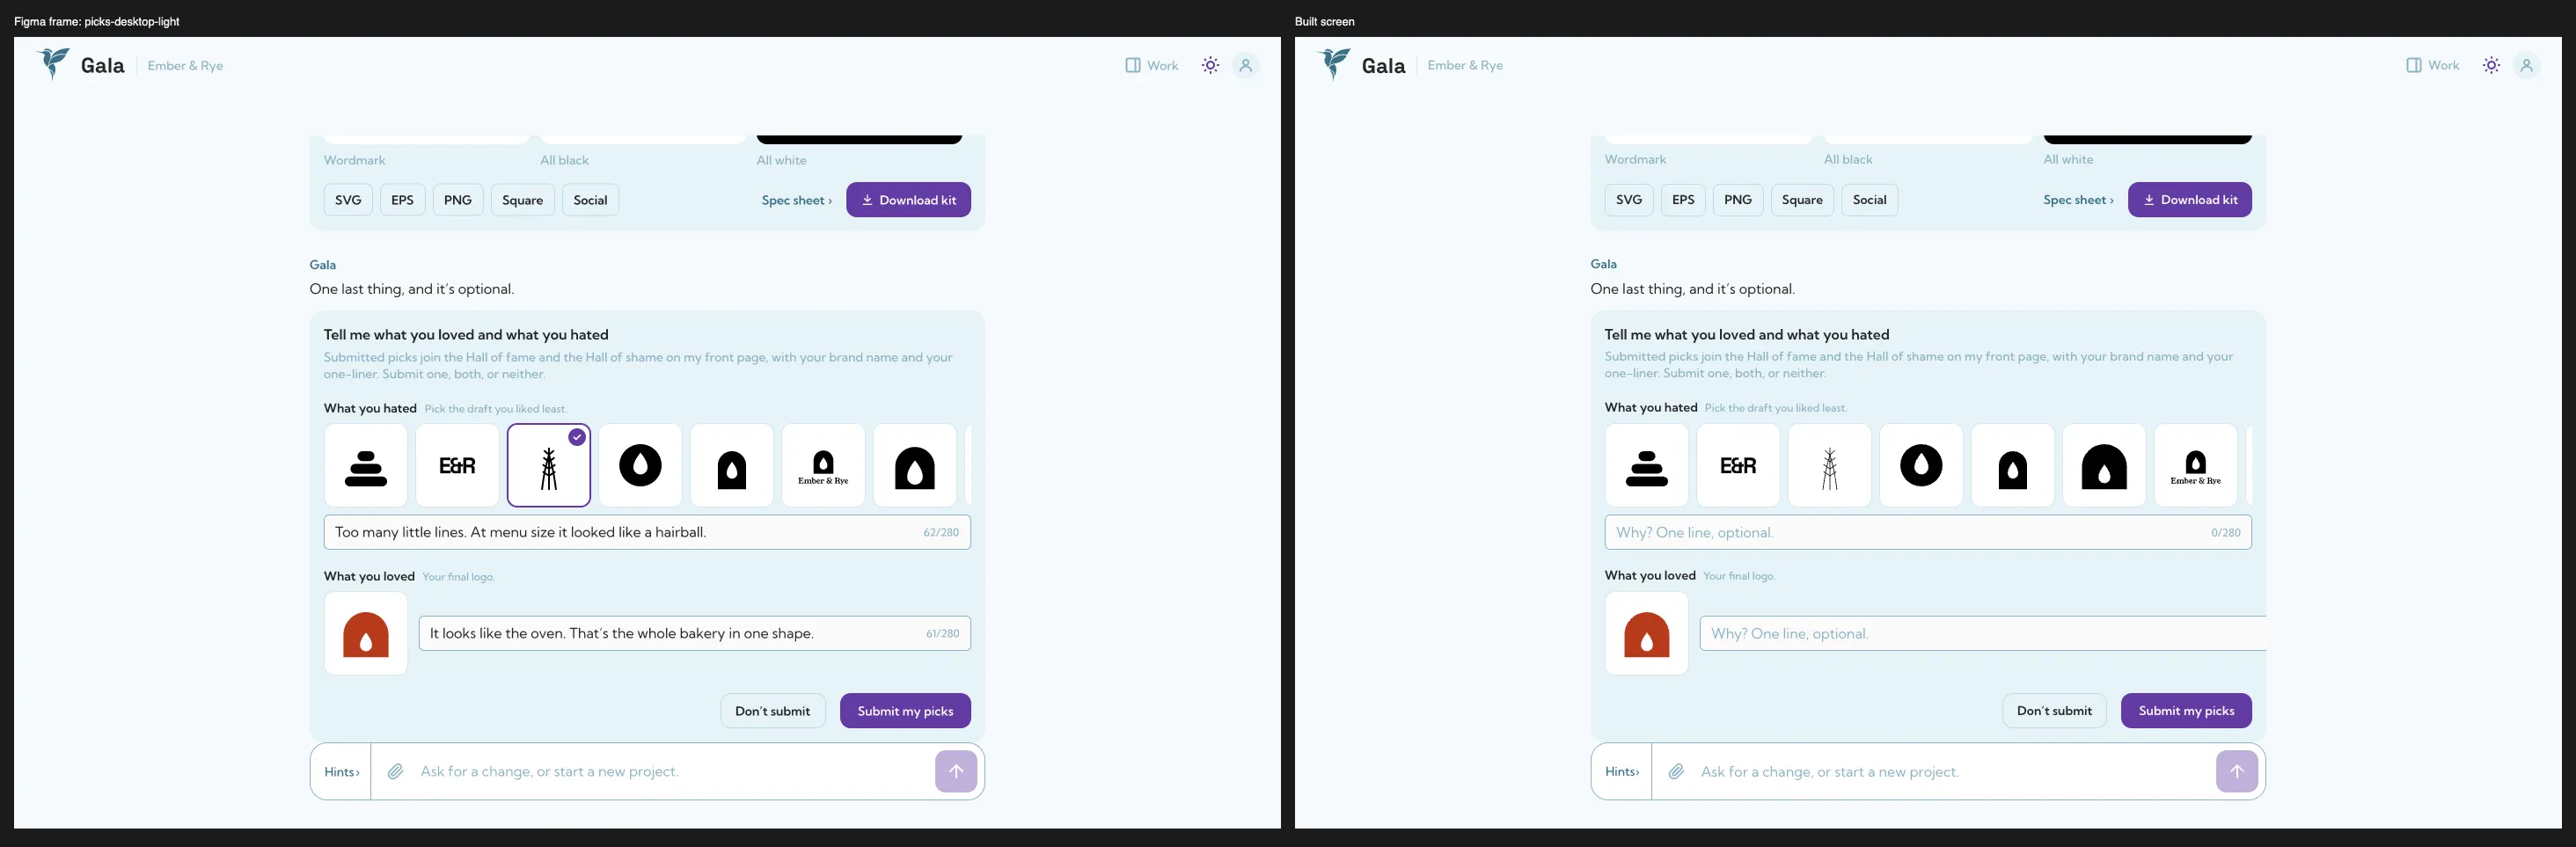 Figma frame: picks-desktop-light
Gala
Ember & Rye
Work
Wordmark
All black
All white
SVG
EPS
PNG
Square
Social
Spec sheet ›
Download kit
Gala
One last thing, and it’s optional.
Tell me what you loved and what you hated
Submitted picks join the Hall of fame and the Hall of shame on my front page, with your brand name and your
one-liner. Submit one, both, or neither.
What you hated
Pick the draft you liked least.
E&R
Ember & Rye
Too many little lines. At menu size it looked like a hairball.
62/280
What you loved
Your final logo.
It looks like the oven. That’s the whole bakery in one shape.
61/280
Don’t submit
Submit my picks
Hints ›
Ask for a change, or start a new project.
Built screen
Gala
Ember & Rye
Work
Wordmark
All black
All white
SVG
EPS
PNG
Square
Social
Spec sheet ›
Download kit
Gala
One last thing, and it’s optional.
Tell me what you loved and what you hated
Submitted picks join the Hall of fame and the Hall of shame on my front page, with your brand name and your
one-liner. Submit one, both, or neither.
What you hated
Pick the draft you liked least.
E&R
Ember & Rye
Why? One line, optional.
0/280
What you loved
Your final logo.
Why? One line, optional.
Don’t submit
Submit my picks
Hints›
Ask for a change, or start a new project.